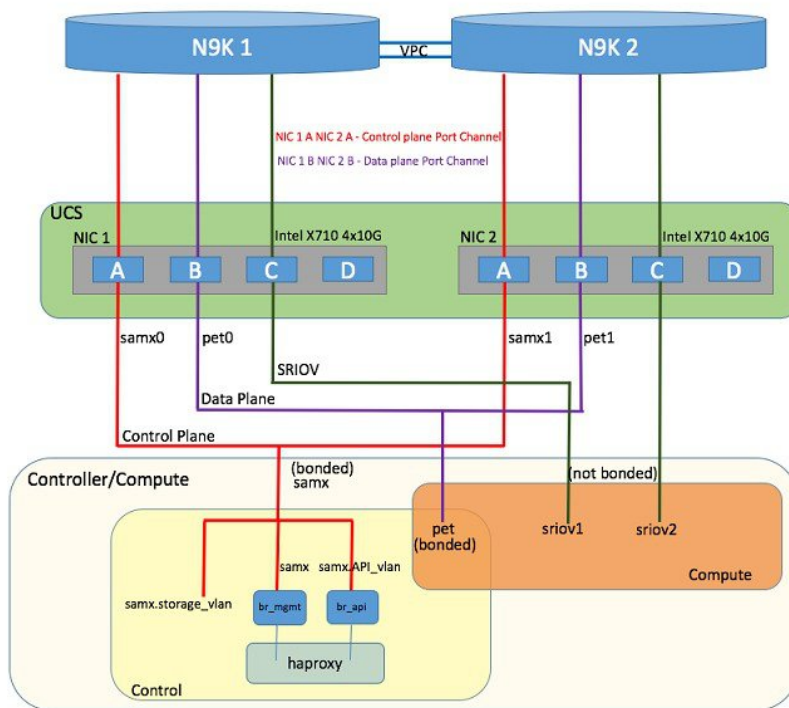 N9K 1
VPC
N9K 2
NIC 1 A NIC 2 A - Control plane Port Channel
NIC 1 B NIC 2 B - Data plane Port Channel
UCS
NIC 1
Intel X710 4x10G
NIC 2
Intel X710 4x10G
A
B
C
D
A
B
C
D
samx0
pet0
samx1
pet1
SRIOV
Data Plane
Control Plane
(bonded)
samx
(not bonded)
Controller/Compute
pet
(bonded)
sriov1
sriov2
Compute
samx
samx.API_vlan
samx.storage_vlan
br_mgmt
br_api
haproxy
Control